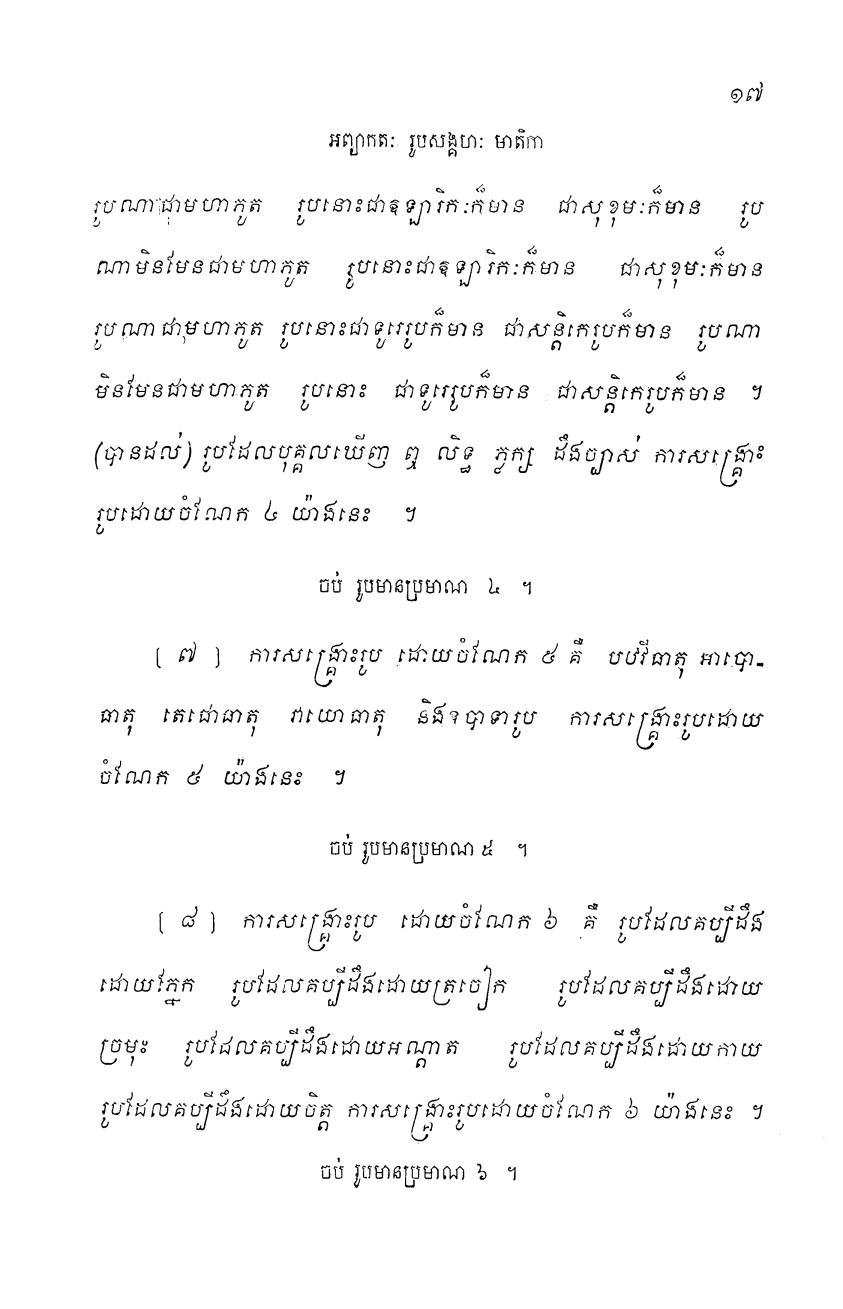 ១៧
អព្យាកតៈ រូបសង្គហៈ មាតិកា
រូបណាជាមហាភូត រូបនោះជាឱឡារិកៈក៏មាន ជាសុខុមៈក៏មាន រូប
ណាមិនមែនជាមហាភូត រូបនោះជាឱឡារិកៈក៏មាន ជាសុខុមៈក៏មាន
រូបណាជាមហាភូត រូបនោះជាទូរេរូបក៏មាន ជាសន្តិកេរូបក៏មាន រូបណា
មិនមែនជាមហាភូត រូបនោះ ជាទូរេរូបក៏មាន ជាសន្តិកេរូបក៏មាន ។
(បានដល់) រូបដែលបុគ្គលឃើញ ឮ លិទ្ធ ភ្លក្ស ដឹងច្បាស់ ការសង្គ្រោះ
រូបដោយចំណែក ៤ យ៉ាងនេះ ។
ចប់ រូបមានប្រមាណ ៤ ។
[ ៧ ] ការសង្គ្រោះរូប ដោយចំណែក ៥ គឺ បឋវីធាតុ អាបោ-
ធាតុ តេជោធាតុ វាយោធាតុ និងឧបាទារូប ការសង្គ្រោះរូបដោយ
ចំណែក ៥ យ៉ាងនេះ ។
ចប់ រូបមានប្រមាណ ៥ ។
[ ៨ ] ការសង្គ្រោះរូប ដោយចំណែក ៦ គឺ រូបដែលគប្បីដឹង
ដោយភ្នែក រូបដែលគប្បីដឹងដោយត្រចៀក រូបដែលគប្បីដឹងដោយ
ច្រមុះ រូបដែលគប្បីដឹងដោយអណ្តាត រូបដែលគប្បីដឹងដោយកាយ
រូបដែលគប្បីដឹងដោយចិត្ត ការសង្គ្រោះរូបដោយចំណែក ៦ យ៉ាងនេះ ។
ចប់ រូបមានប្រមាណ ៦ ។